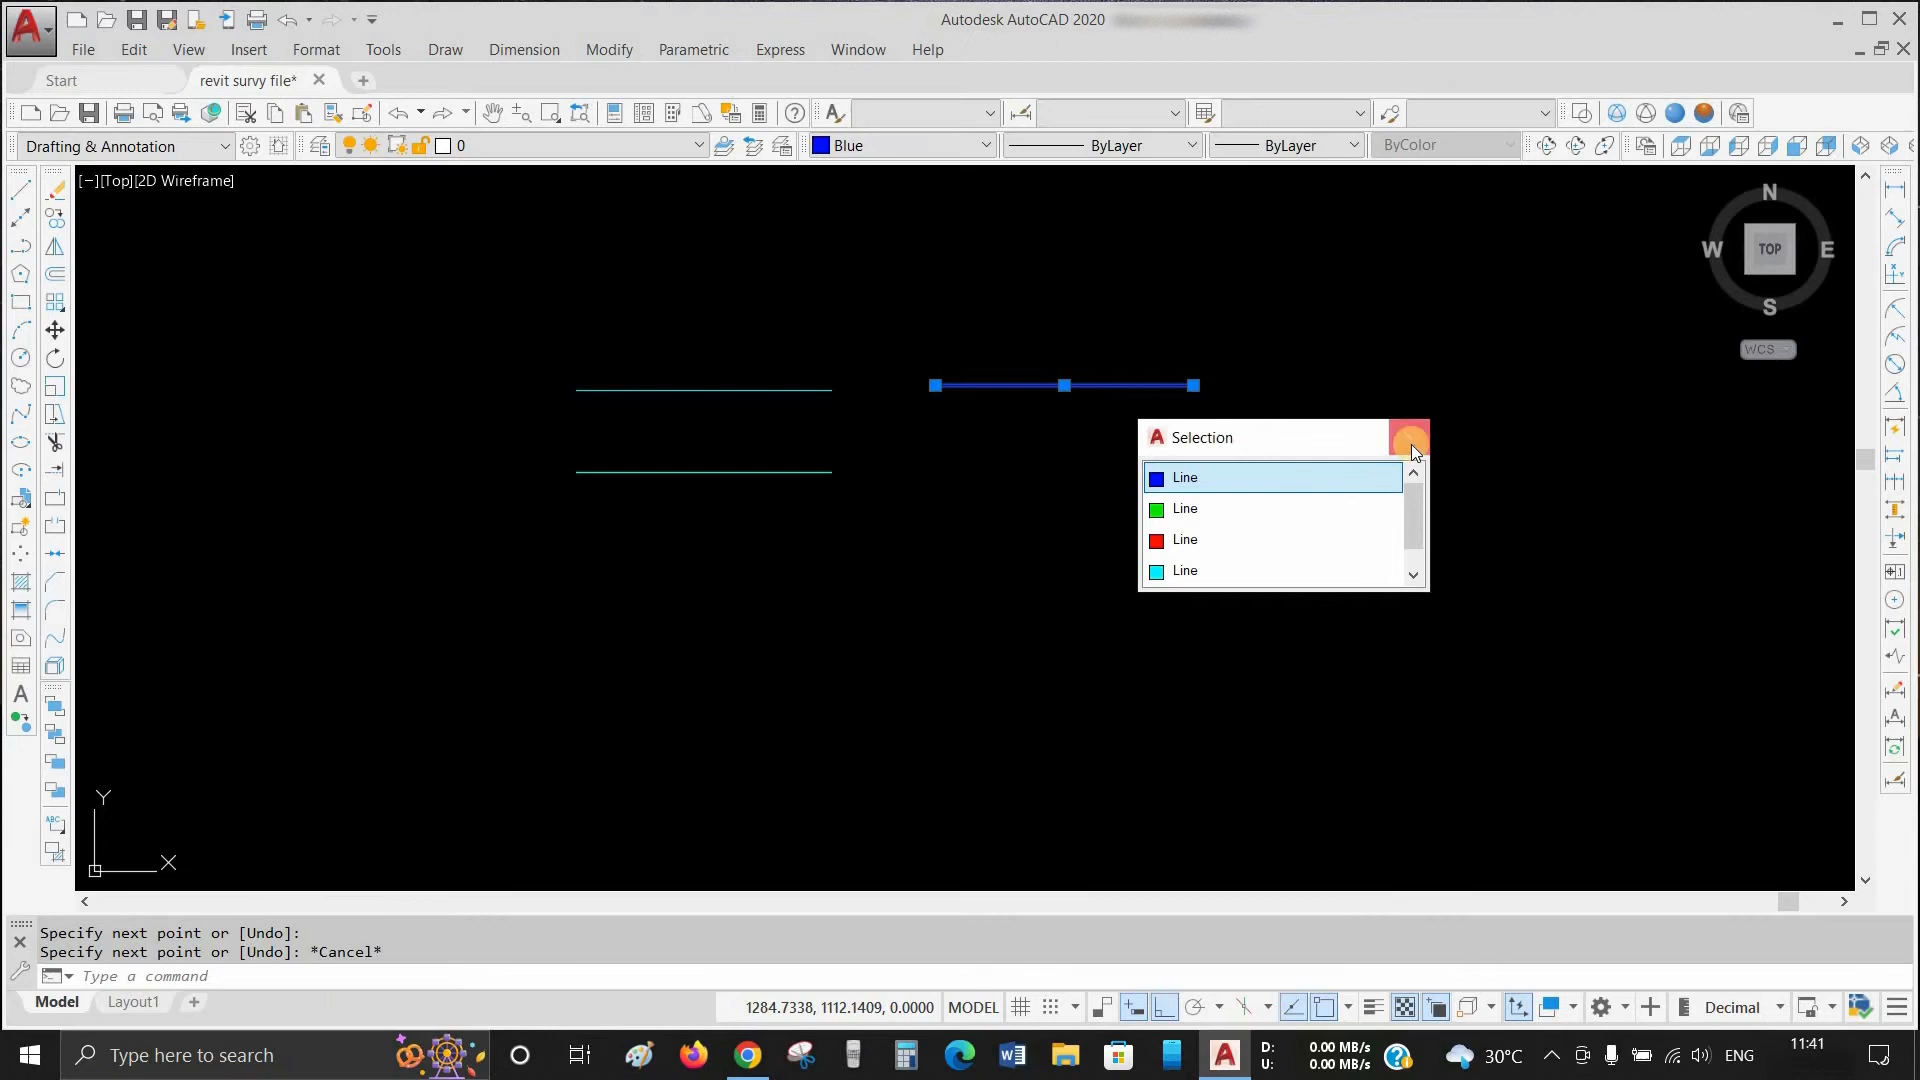 Autodesk AutoCAD 2020
File Edit View Insert Format Tools Draw Dimension Modify Parametric Express Window Help
Start revit survy file*
Drafting & Annotation 0 Blue ByLayer ByLayer ByColor
[−][Top][2D Wireframe]
N
W TOP E
S
WCS
Selection
Line
Line
Line
Line
Y
X
Specify next point or [Undo]:
Specify next point or [Undo]: *Cancel*
Type a command
Model Layout1
1284.7338, 1112.1409, 0.0000 MODEL Decimal
Type here to search
D: 0.00 MB/s
U: 0.00 MB/s
30°C ENG 11:41